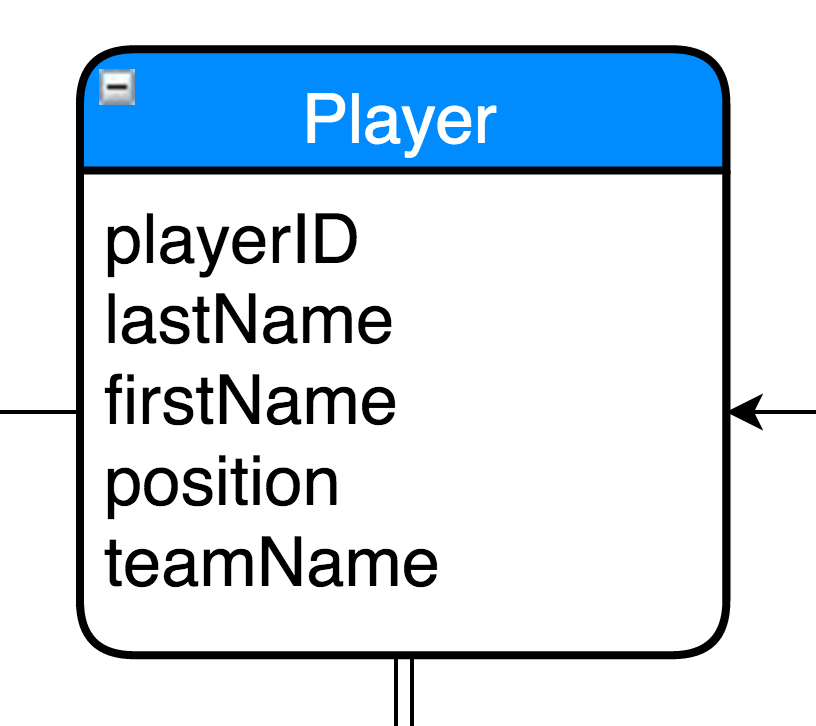 Player
playerID
lastName
firstName
position
teamName